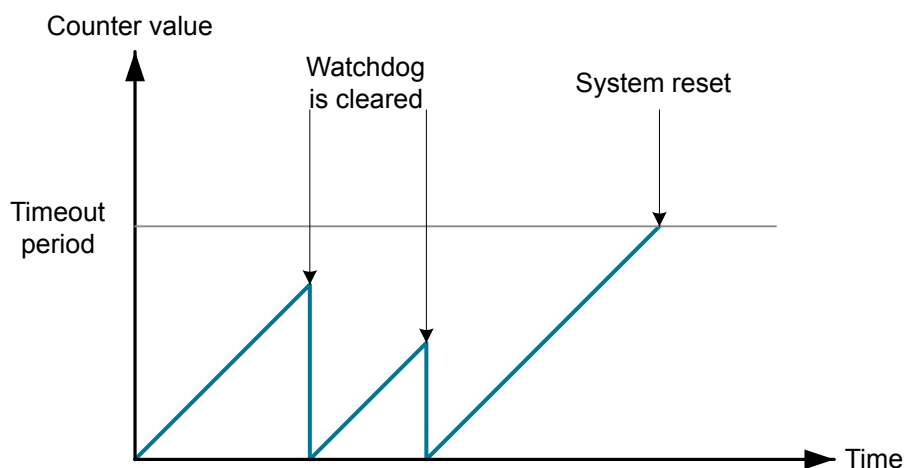 Counter value
Watchdog
is cleared
System reset
Timeout
period
Time